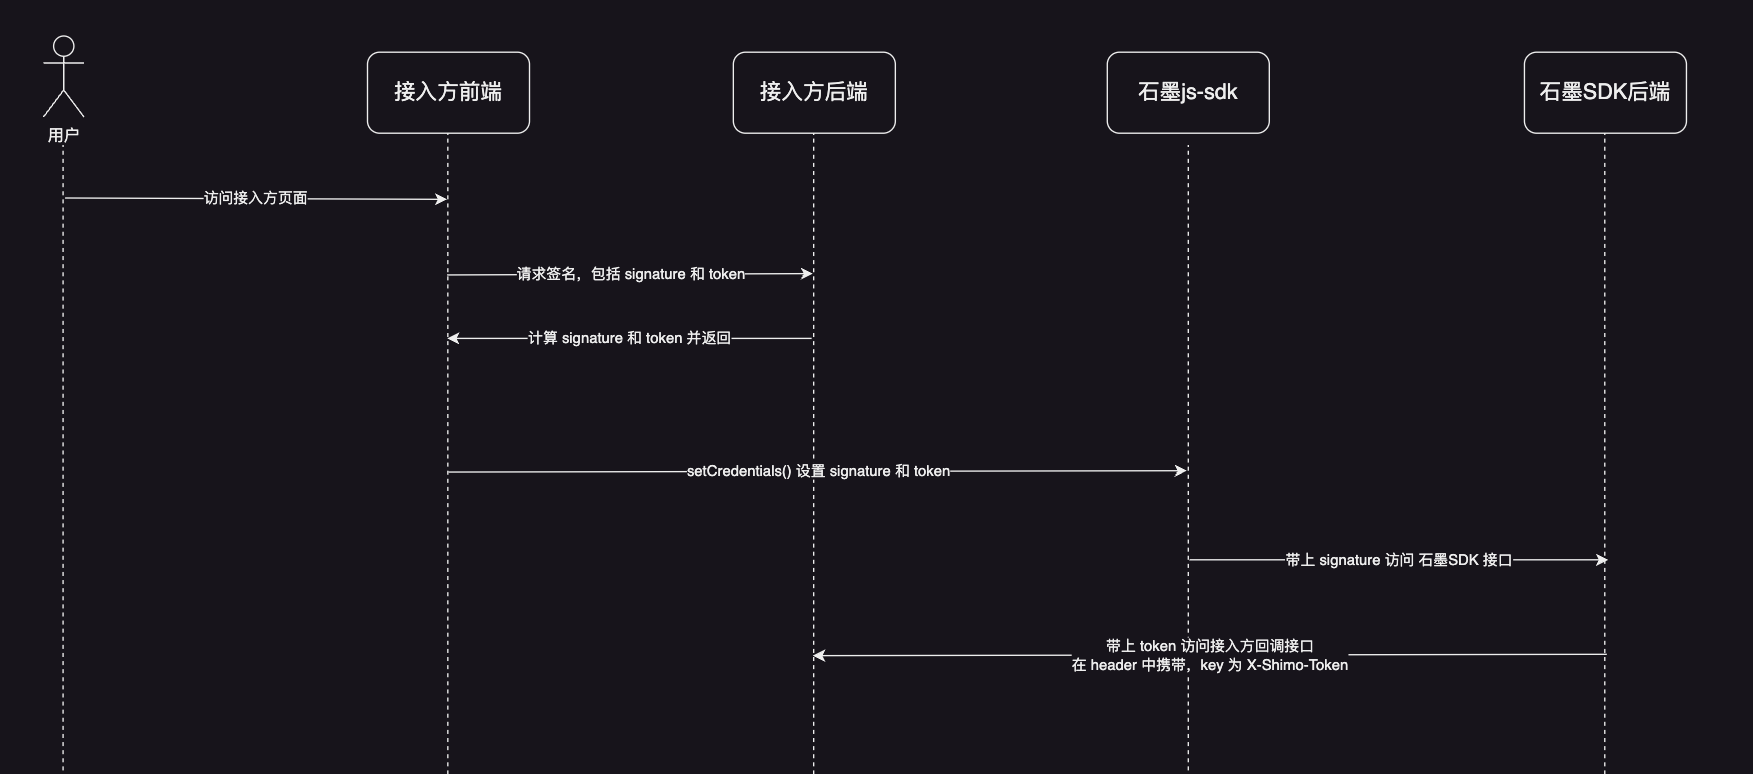 用户
接入方前端
接入方后端
石墨js-sdk
石墨SDK后端
访问接入方页面
请求签名，包括 signature 和 token
计算 signature 和 token 并返回
setCredentials() 设置 signature 和 token
带上 signature 访问 石墨SDK 接口
带上 token 访问接入方回调接口
在 header 中携带，key 为 X-Shimo-Token